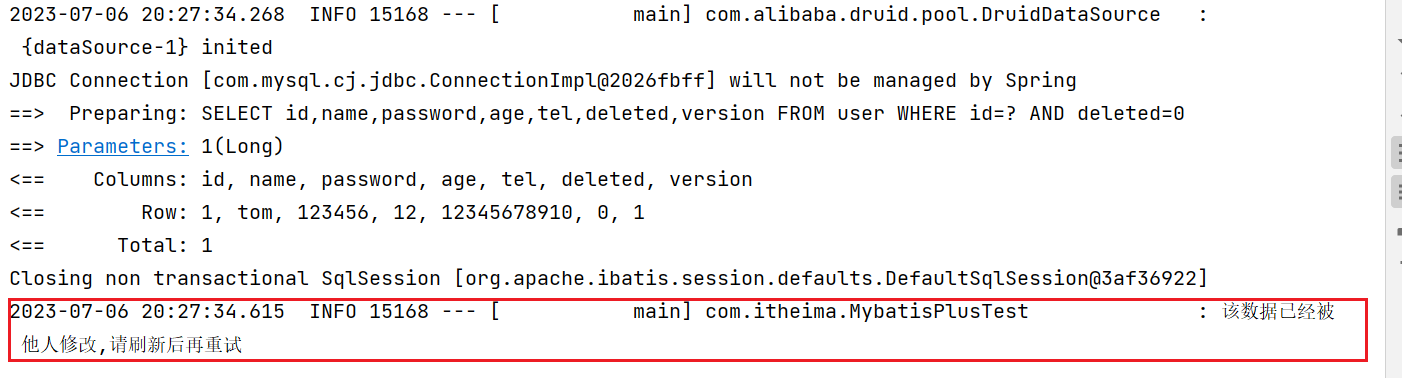 2023-07-06 20:27:34.268  INFO 15168 --- [           main] com.alibaba.druid.pool.DruidDataSource   :
 {dataSource-1} inited
JDBC Connection [com.mysql.cj.jdbc.ConnectionImpl@2026fbff] will not be managed by Spring
==>  Preparing: SELECT id,name,password,age,tel,deleted,version FROM user WHERE id=? AND deleted=0
==> Parameters: 1(Long)
<==    Columns: id, name, password, age, tel, deleted, version
<==        Row: 1, tom, 123456, 12, 12345678910, 0, 1
<==      Total: 1
Closing non transactional SqlSession [org.apache.ibatis.session.defaults.DefaultSqlSession@3af36922]
2023-07-06 20:27:34.615  INFO 15168 --- [           main] com.itheima.MybatisPlusTest              : 该数据已经被
 他人修改,请刷新后再重试